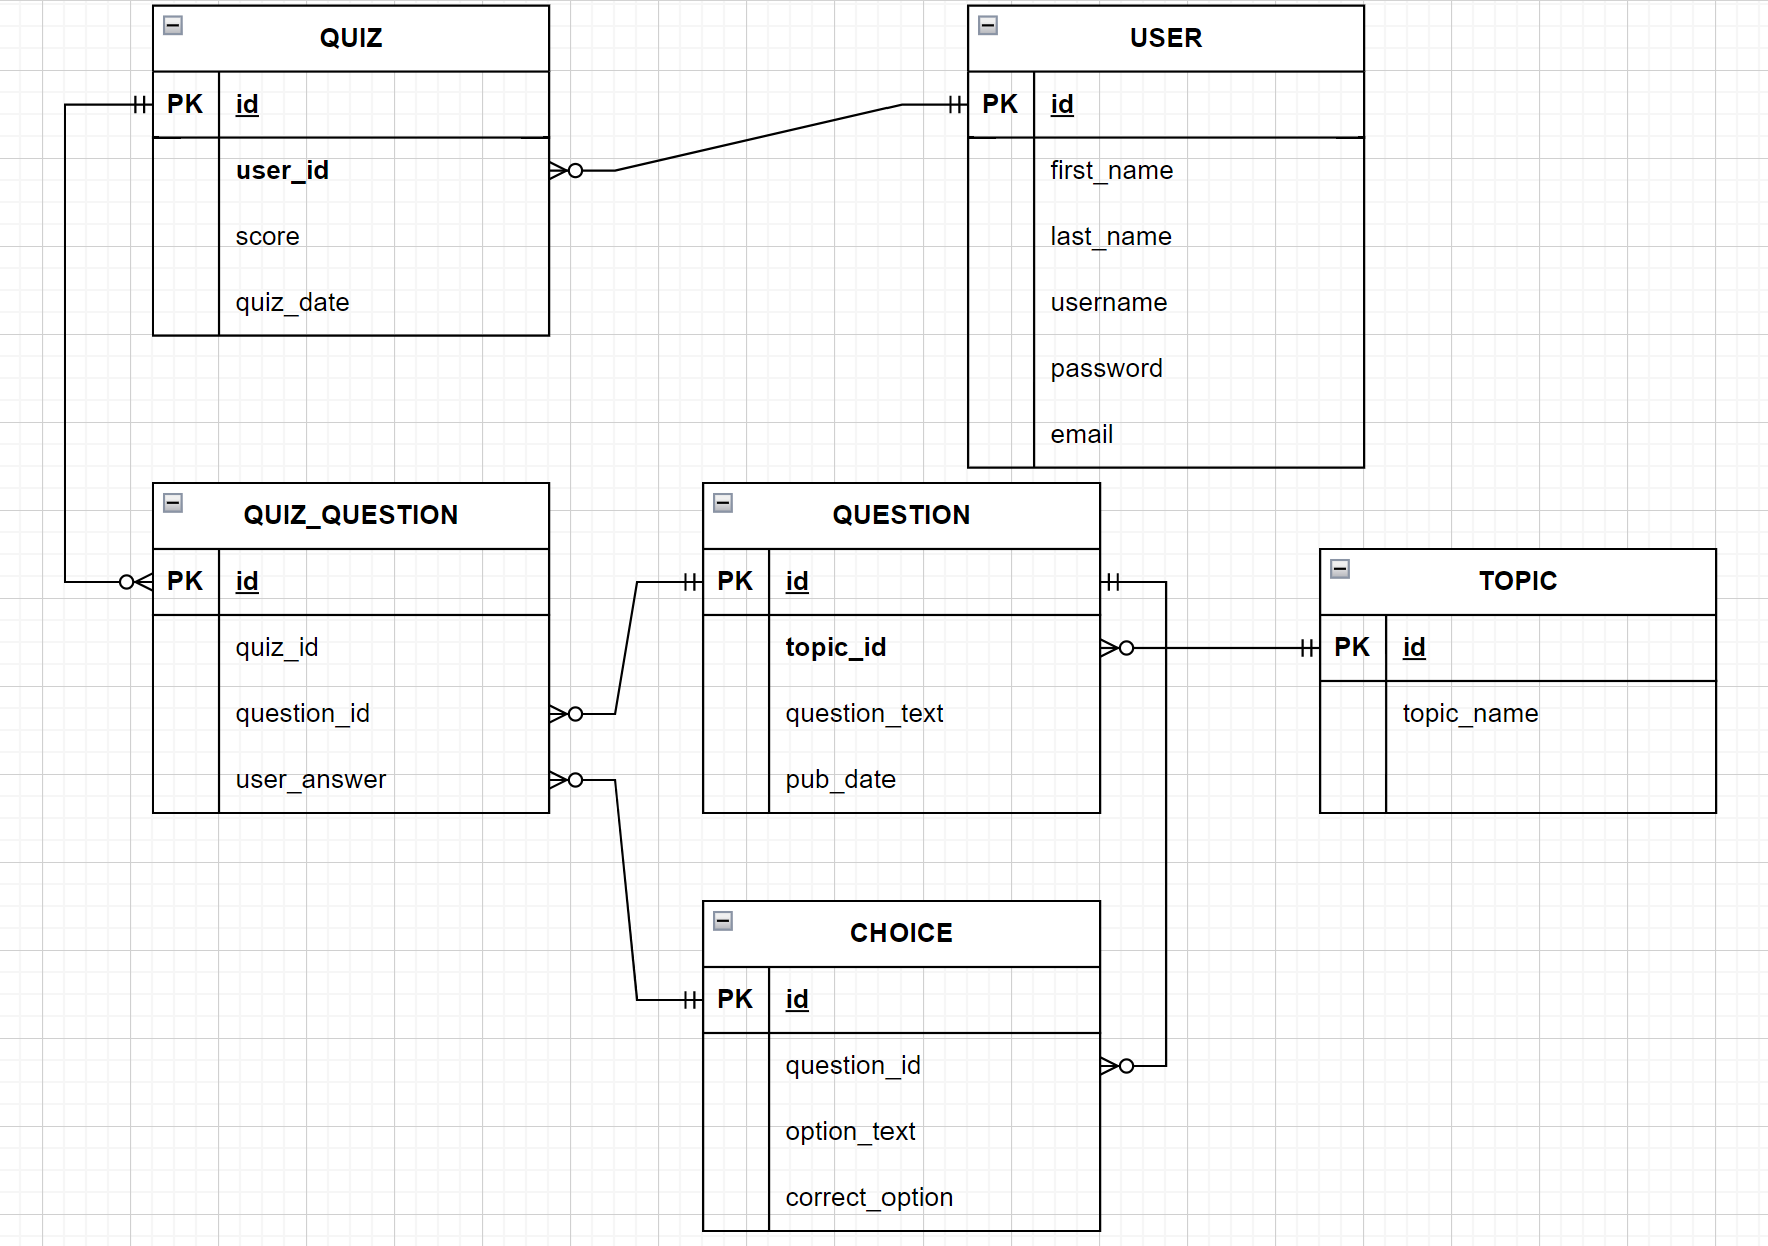 QUIZ
PK id
user_id
score
quiz_date
USER
PK id
first_name
last_name
username
password
email
QUIZ_QUESTION
PK id
quiz_id
question_id
user_answer
QUESTION
PK id
topic_id
question_text
pub_date
TOPIC
PK id
topic_name
CHOICE
PK id
question_id
option_text
correct_option